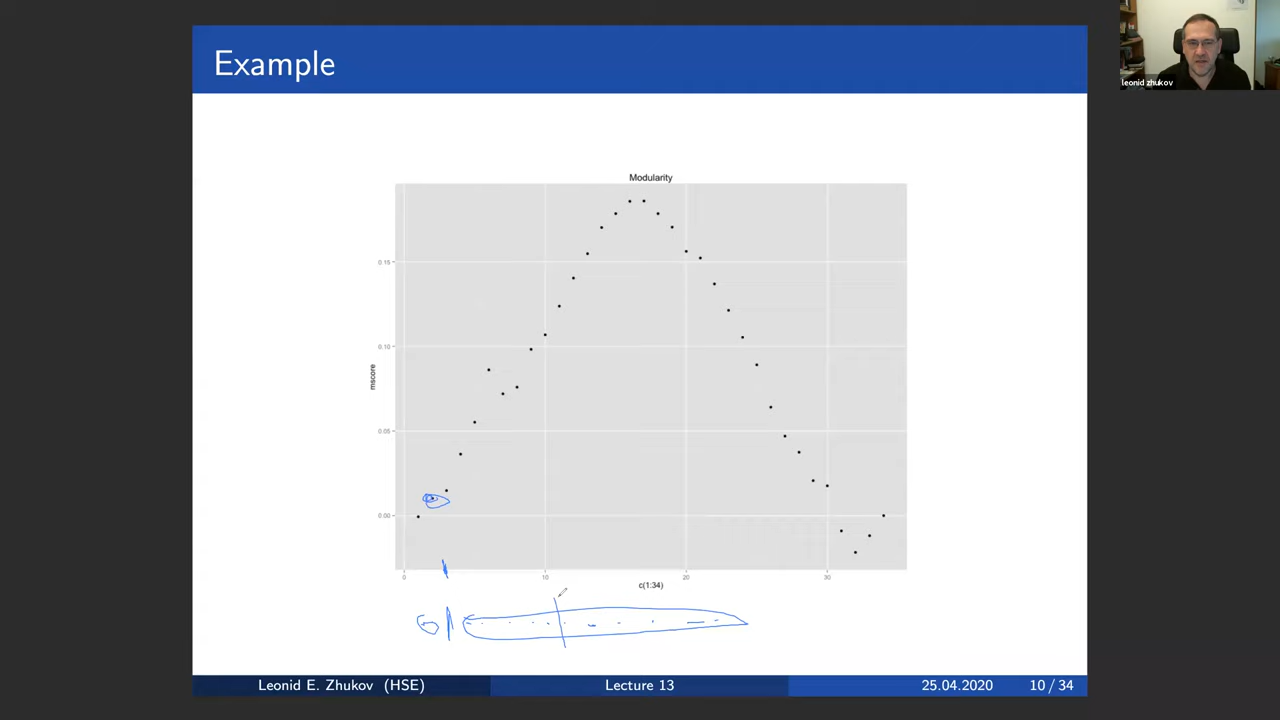 Example
leonid zhukov
Modularity
0.15
0.10
0.05
0.00
mscore
0 10 20 30
c(1:34)
Leonid E. Zhukov (HSE) Lecture 13 25.04.2020 10 / 34